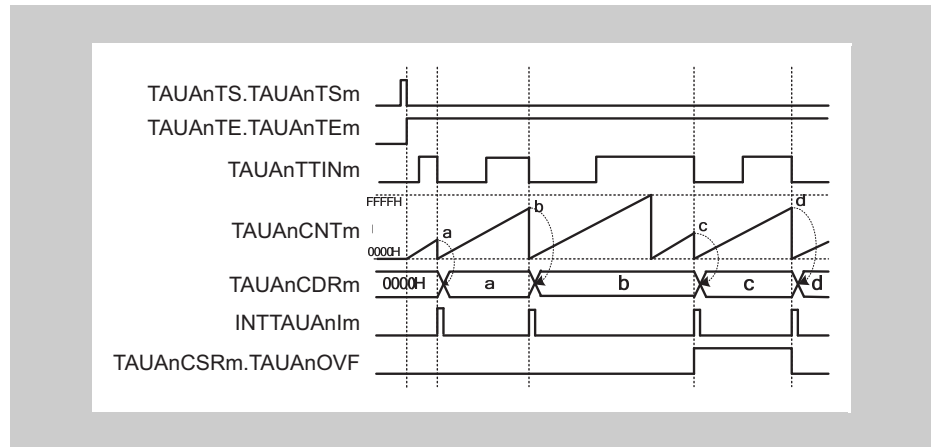 TAUAnTS.TAUAnTSm
TAUAnTE.TAUAnTEm
TAUAnTTINm
FFFFH
TAUAnCNTm
0000H
a
b
c
d
TAUAnCDRm
0000H a b c d
INTTAUAnIm
TAUAnCSRm.TAUAnOVF